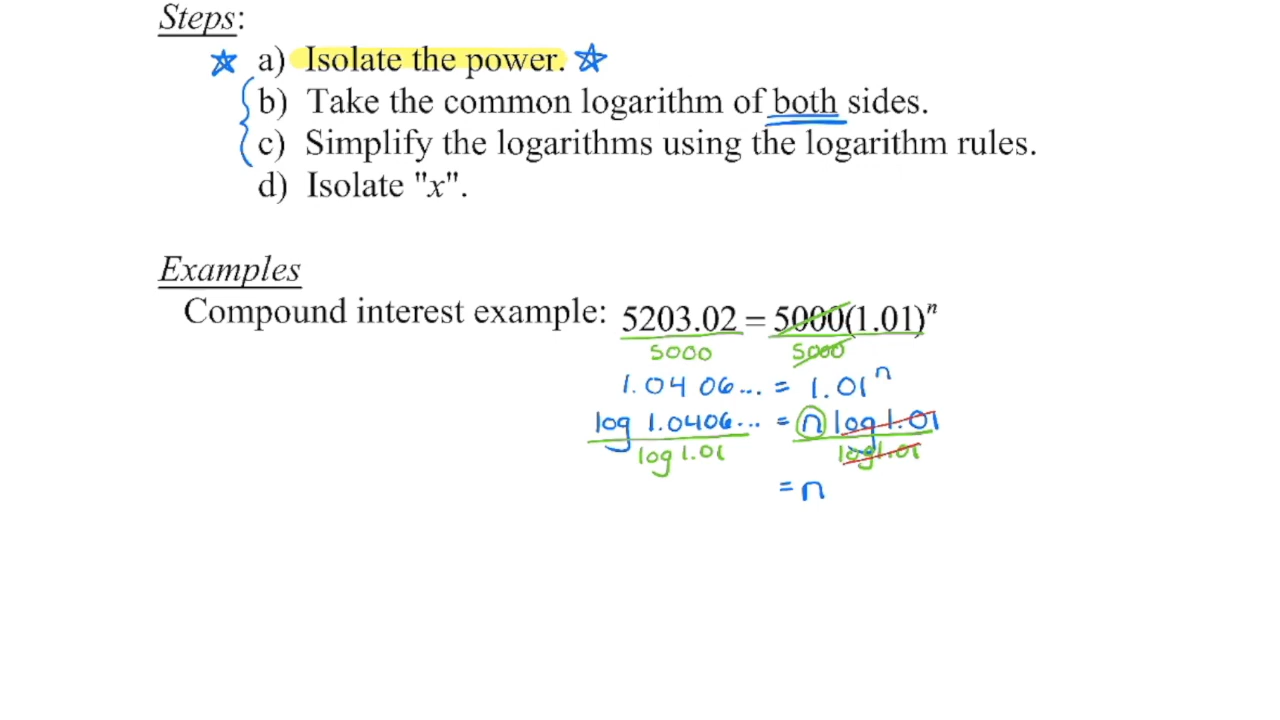 Steps:
a) Isolate the power.
b) Take the common logarithm of both sides.
c) Simplify the logarithms using the logarithm rules.
d) Isolate "x".
Examples
Compound interest example: 5203.02 = 5000(1.01)ⁿ
5000 5000
1.0406... = 1.01ⁿ
log 1.0406... = n log 1.01
log 1.01 log 1.01
= n